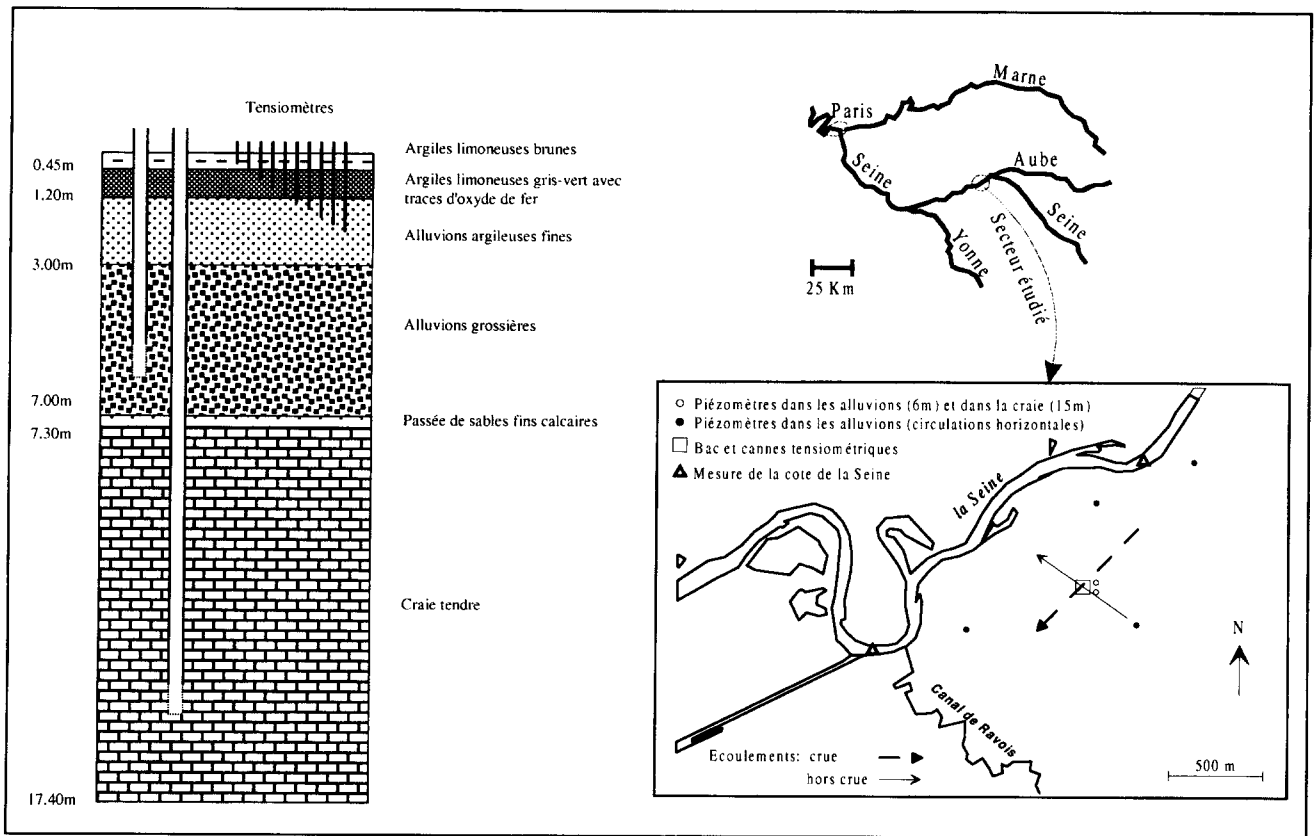 Tensiomètres
0.45m
1.20m
3.00m
7.00m
7.30m
17.40m
Argiles limoneuses brunes
Argiles limoneuses gris-vert avec
traces d'oxyde de fer
Alluvions argileuses fines
Alluvions grossières
Passée de sables fins calcaires
Craie tendre
Marne
Paris
Aube
Seine
Seine
Yonne
Secteur étudié
25 Km
Piézomètres dans les alluvions (6m) et dans la craie (15m)
Piézomètres dans les alluvions (circulations horizontales)
Bac et cannes tensiométriques
Mesure de la cote de la Seine
la Seine
N
Canal de Ravois
Ecoulements: crue
hors crue
500 m